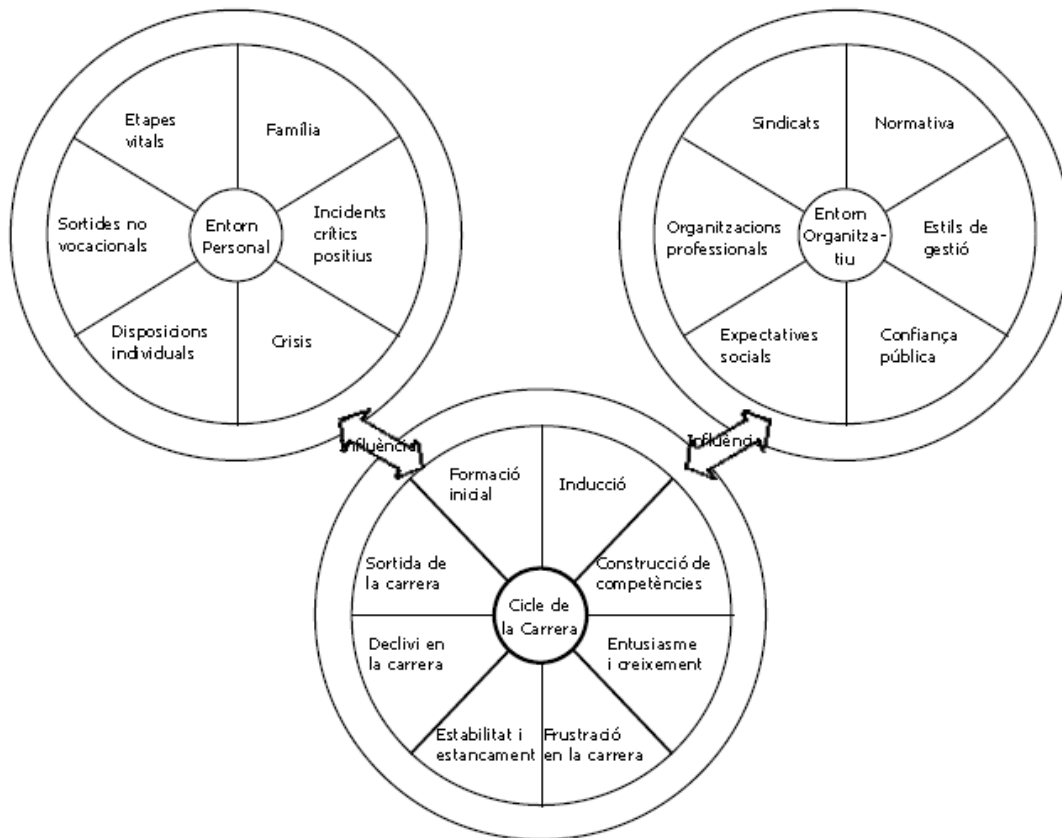 Etapes
vitals
Família
Sortides no
vocacionals
Entorn
Personal
Incidents
crítics
positius
Disposicions
individuals
Crisis
Sindicats
Normativa
Organitzacions
professionals
Entorn
Organitza-
tiu
Estils de
gestió
Expectatives
socials
Confiança
pública
Influència
Influència
Formació
inicial
Inducció
Sortida de
la carrera
Construcció de
competències
Cicle de
la Carrera
Declivi en
la carrera
Entusiasme
i creixement
Estabilitat i
estancament
Frustració
en la carrera